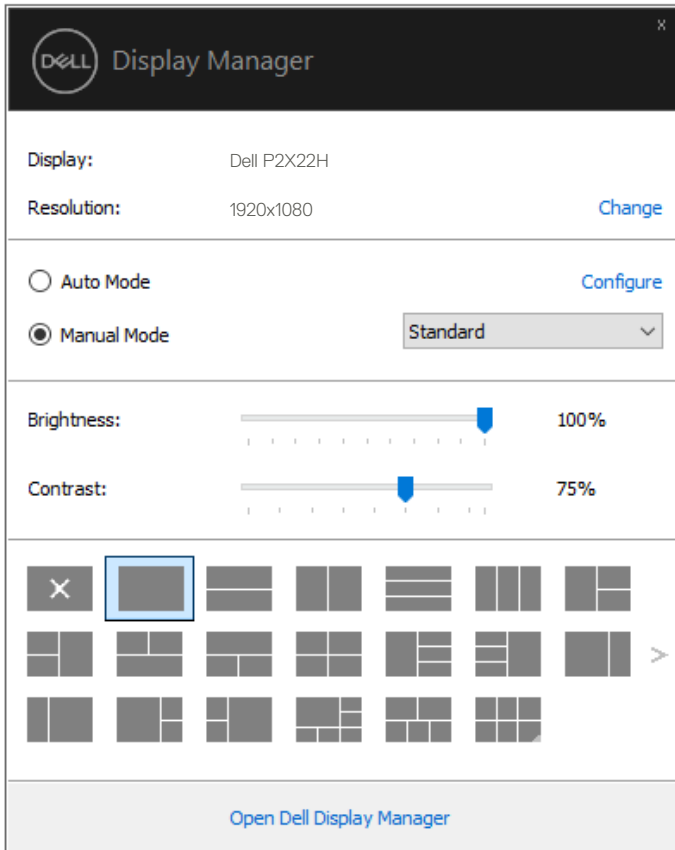 x
DELL Display Manager
Display: Dell P2X22H
Resolution: 1920x1080 Change
Auto Mode Configure
Manual Mode Standard
Brightness: 100%
Contrast: 75%
Open Dell Display Manager